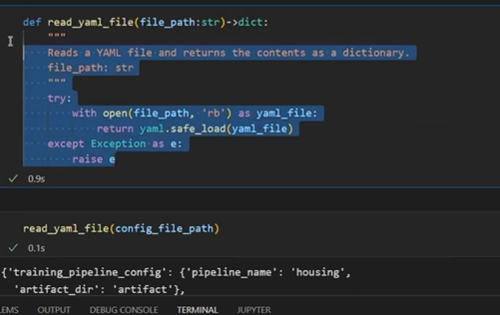 def read_yaml_file(file_path:str)->dict:
"""
Reads a YAML file and returns the contents as a dictionary.
file_path: str
"""
try:
with open(file_path, 'rb') as yaml_file:
return yaml.safe_load(yaml_file)
except Exception as e:
raise e
0.9s
read_yaml_file(config_file_path)
0.1s
{'training_pipeline_config': {'pipeline_name': 'housing',
'artifact_dir': 'artifact'},
LEMS OUTPUT DEBUG CONSOLE TERMINAL JUPYTER